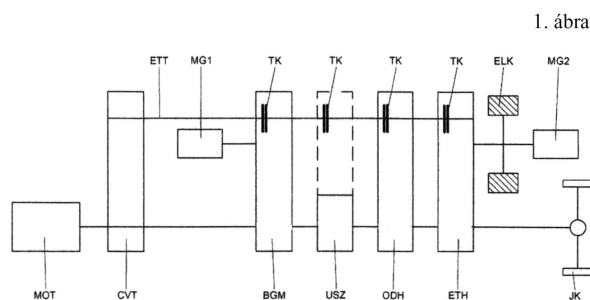 1. ábra
ETT MG1 TK TK TK TK ELK MG2
MOT CVT BGM USZ ODH ETH JK